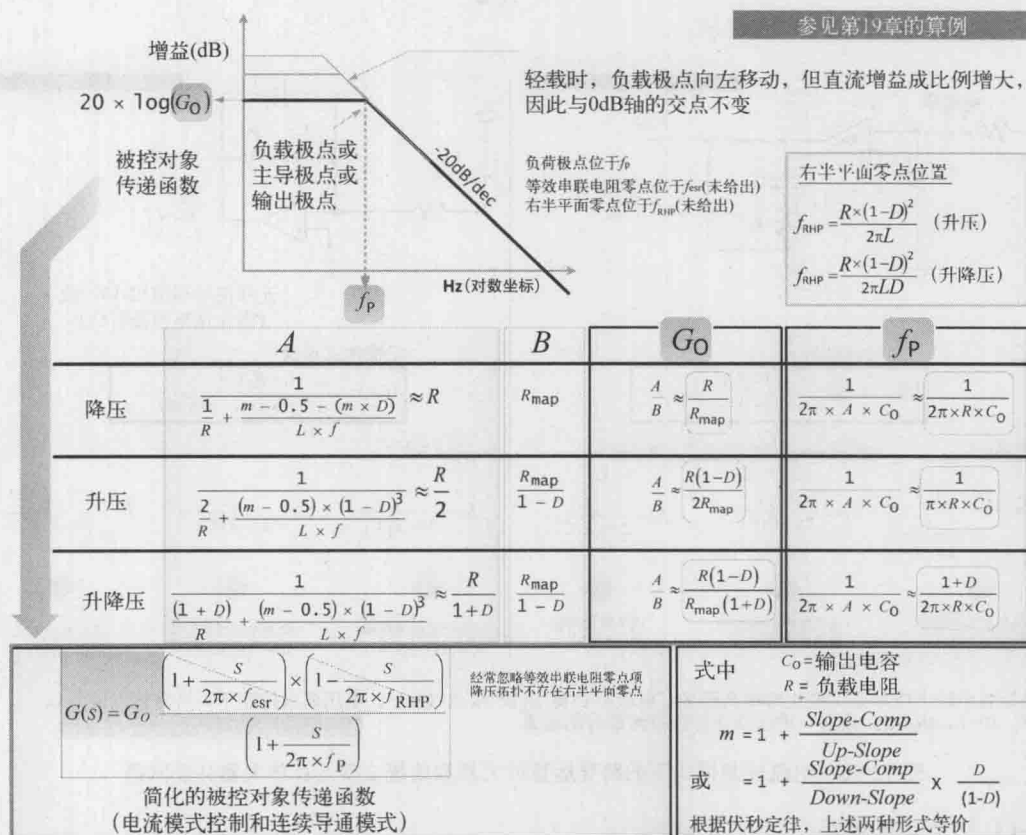 参见第19章的算例
增益(dB)
20 × log(G_O)
轻载时，负载极点向左移动，但直流增益成比例增大，
因此与0dB轴的交点不变
被控对象
传递函数
负载极点或
主导极点或
输出极点
-20dB/dec
负荷极点位于f_P
等效串联电阻零点位于f_esr(未给出)
右半平面零点位于f_RHP(未给出)
右半平面零点位置
f_RHP = R×(1-D)^2 / 2πL （升压）
f_RHP = R×(1-D)^2 / 2πLD （升降压）
Hz(对数坐标)
f_P
A B G_O f_P
降压 1 / (1/R + (m - 0.5 - (m × D)) / (L × f)) ≈ R R_map A/B ≈ R/R_map 1 / (2π × A × C_O) ≈ 1 / (2π×R×C_O)
升压 1 / (2/R + ((m - 0.5) × (1 - D)^3) / (L × f)) ≈ R/2 R_map / (1 - D) A/B ≈ R(1-D) / 2R_map 1 / (2π × A × C_O) ≈ 1 / (π×R×C_O)
升降压 1 / ((1 + D)/R + ((m - 0.5) × (1 - D)^3) / (L × f)) ≈ R / (1+D) R_map / (1 - D) A/B ≈ R(1-D) / R_map(1+D) 1 / (2π × A × C_O) ≈ (1+D) / (2π×R×C_O)
G(s) = G_O (1 + s / (2π × f_esr)) × (1 - s / (2π × f_RHP)) / (1 + s / (2π × f_P))
经常忽略等效串联电阻零点项
降压拓扑不存在右半平面零点
简化的被控对象传递函数
(电流模式控制和连续导通模式)
式中 C_O=输出电容
R = 负载电阻
m = 1 + Slope-Comp / Up-Slope
或 = 1 + Slope-Comp / Down-Slope × D / (1-D)
根据伏秒定律，上述两种形式等价